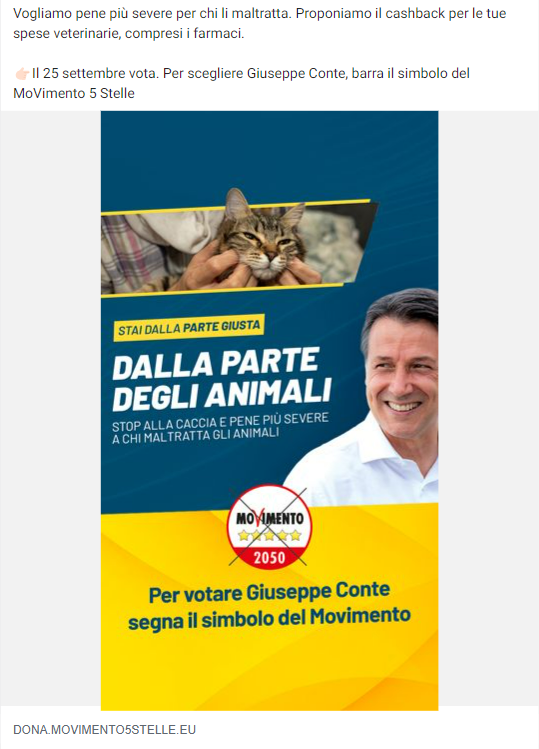 Vogliamo pene più severe per chi li maltratta. Proponiamo il cashback per le tue
spese veterinarie, compresi i farmaci.
👉🏻Il 25 settembre vota. Per scegliere Giuseppe Conte, barra il simbolo del
MoVimento 5 Stelle
STAI DALLA PARTE GIUSTA
DALLA PARTE
DEGLI ANIMALI
STOP ALLA CACCIA E PENE PIÙ SEVERE
A CHI MALTRATTA GLI ANIMALI
MOVIMENTO
2050
Per votare Giuseppe Conte
segna il simbolo del Movimento
DONA.MOVIMENTO5STELLE.EU